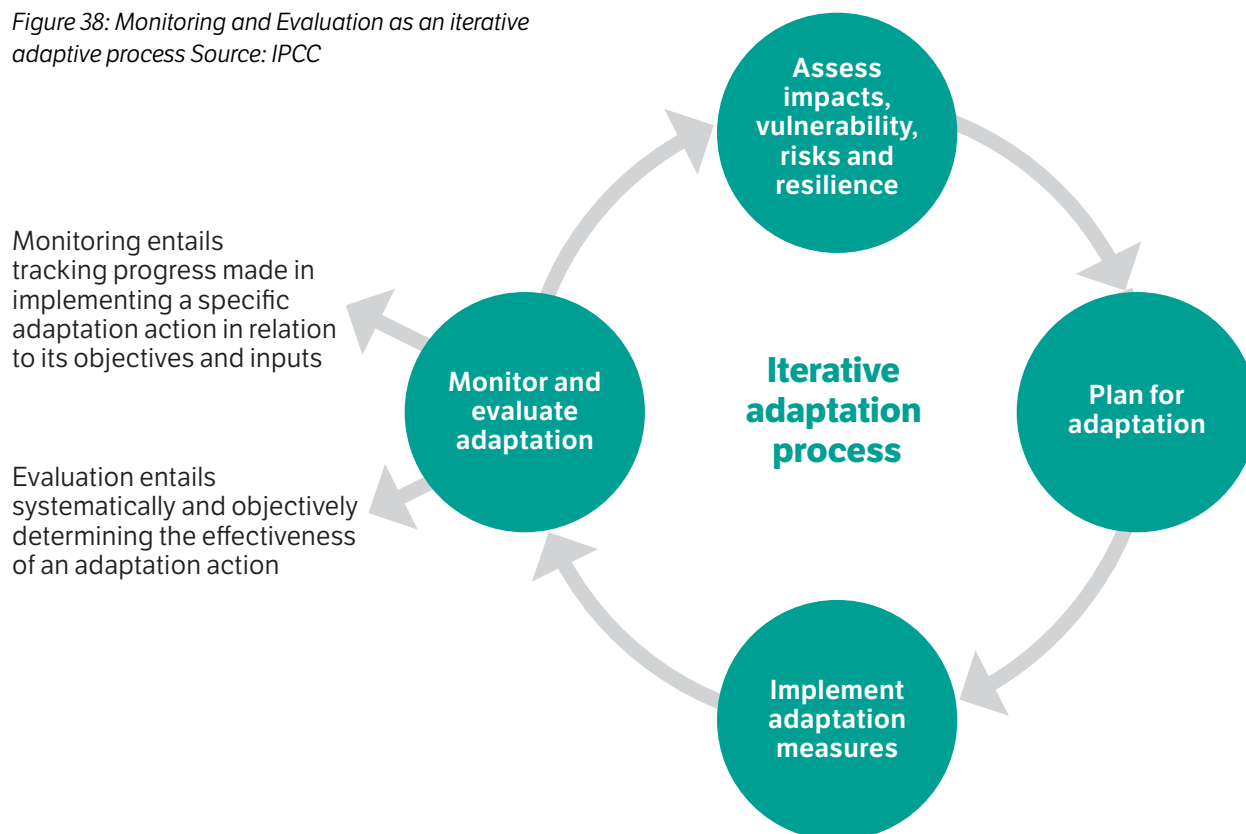 Figure 38: Monitoring and Evaluation as an iterative
adaptive process Source: IPCC
Assess
impacts,
vulnerability,
risks and
resilience
Monitoring entails
tracking progress made in
implementing a specific
adaptation action in relation
to its objectives and inputs
Monitor and
evaluate
adaptation
Iterative
adaptation
process
Plan for
adaptation
Evaluation entails
systematically and objectively
determining the effectiveness
of an adaptation action
Implement
adaptation
measures